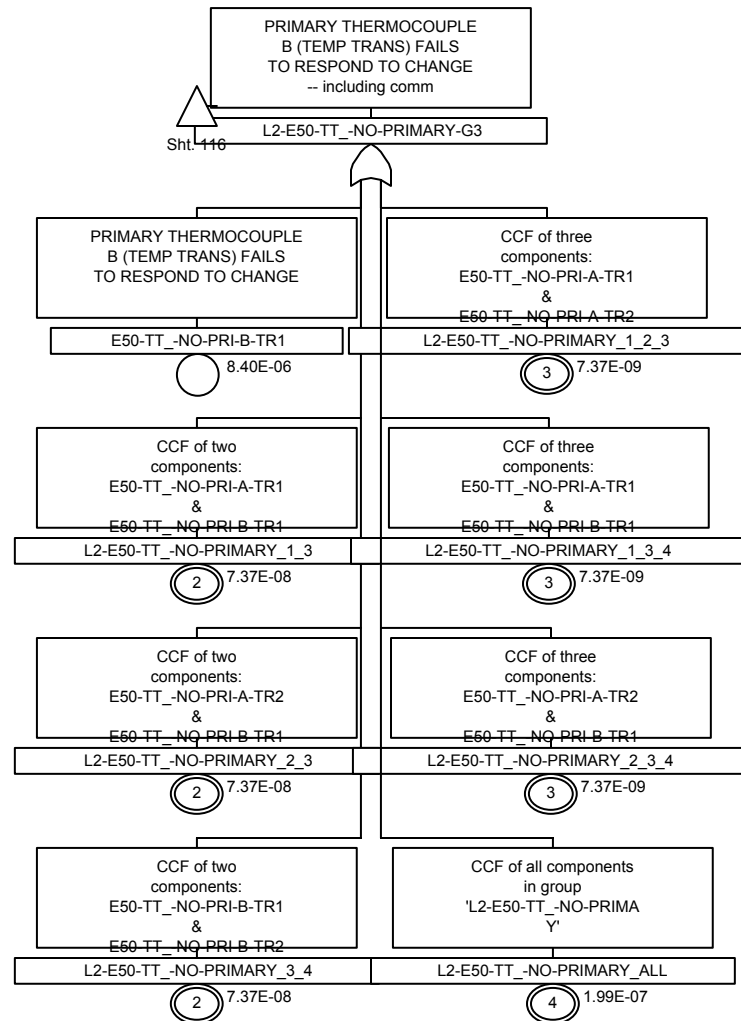 PRIMARY THERMOCOUPLE
B (TEMP TRANS) FAILS
TO RESPOND TO CHANGE
-- including comm
L2-E50-TT_-NO-PRIMARY-G3
Sht. 116
PRIMARY THERMOCOUPLE
B (TEMP TRANS) FAILS
TO RESPOND TO CHANGE
E50-TT_-NO-PRI-B-TR1
8.40E-06
CCF of three
components:
E50-TT_-NO-PRI-A-TR1
&
E50-TT_-NO-PRI-A-TR2
L2-E50-TT_-NO-PRIMARY_1_2_3
3
7.37E-09
CCF of two
components:
E50-TT_-NO-PRI-A-TR1
&
E50-TT_-NO-PRI-B-TR1
L2-E50-TT_-NO-PRIMARY_1_3
2
7.37E-08
CCF of three
components:
E50-TT_-NO-PRI-A-TR1
&
E50-TT_-NO-PRI-B-TR1
L2-E50-TT_-NO-PRIMARY_1_3_4
3
7.37E-09
CCF of two
components:
E50-TT_-NO-PRI-A-TR2
&
E50-TT_-NO-PRI-B-TR1
L2-E50-TT_-NO-PRIMARY_2_3
2
7.37E-08
CCF of three
components:
E50-TT_-NO-PRI-A-TR2
&
E50-TT_-NO-PRI-B-TR1
L2-E50-TT_-NO-PRIMARY_2_3_4
3
7.37E-09
CCF of two
components:
E50-TT_-NO-PRI-B-TR1
&
E50-TT_-NO-PRI-B-TR2
L2-E50-TT_-NO-PRIMARY_3_4
2
7.37E-08
CCF of all components
in group
'L2-E50-TT_-NO-PRIMA
Y'
L2-E50-TT_-NO-PRIMARY_ALL
4
1.99E-07